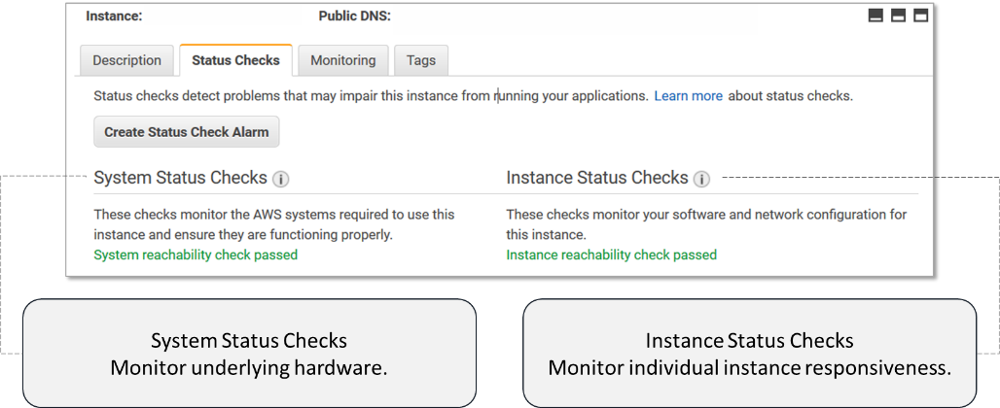 Instance: Public DNS:
Description Status Checks Monitoring Tags
Status checks detect problems that may impair this instance from running your applications. Learn more about status checks.
Create Status Check Alarm
System Status Checks
These checks monitor the AWS systems required to use this
instance and ensure they are functioning properly.
System reachability check passed
Instance Status Checks
These checks monitor your software and network configuration for
this instance.
Instance reachability check passed
System Status Checks
Monitor underlying hardware.
Instance Status Checks
Monitor individual instance responsiveness.